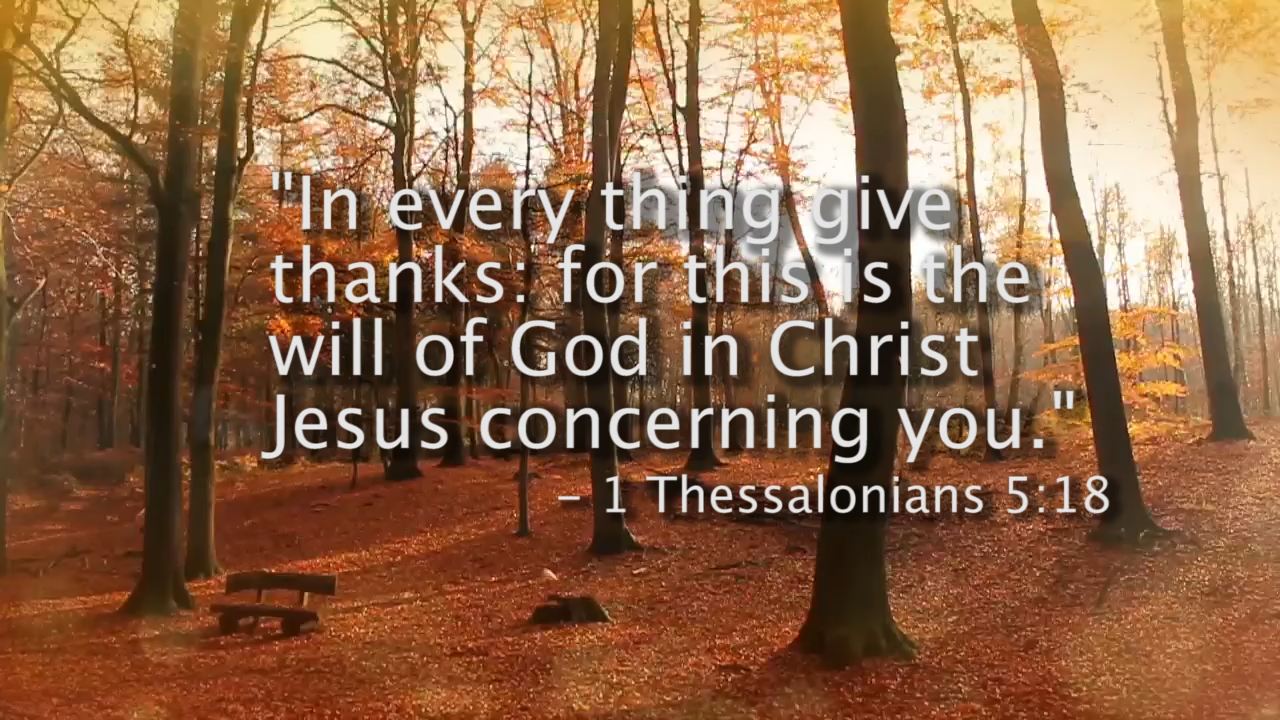 "In every thing give
thanks: for this is the
will of God in Christ
Jesus concerning you."
– 1 Thessalonians 5:18